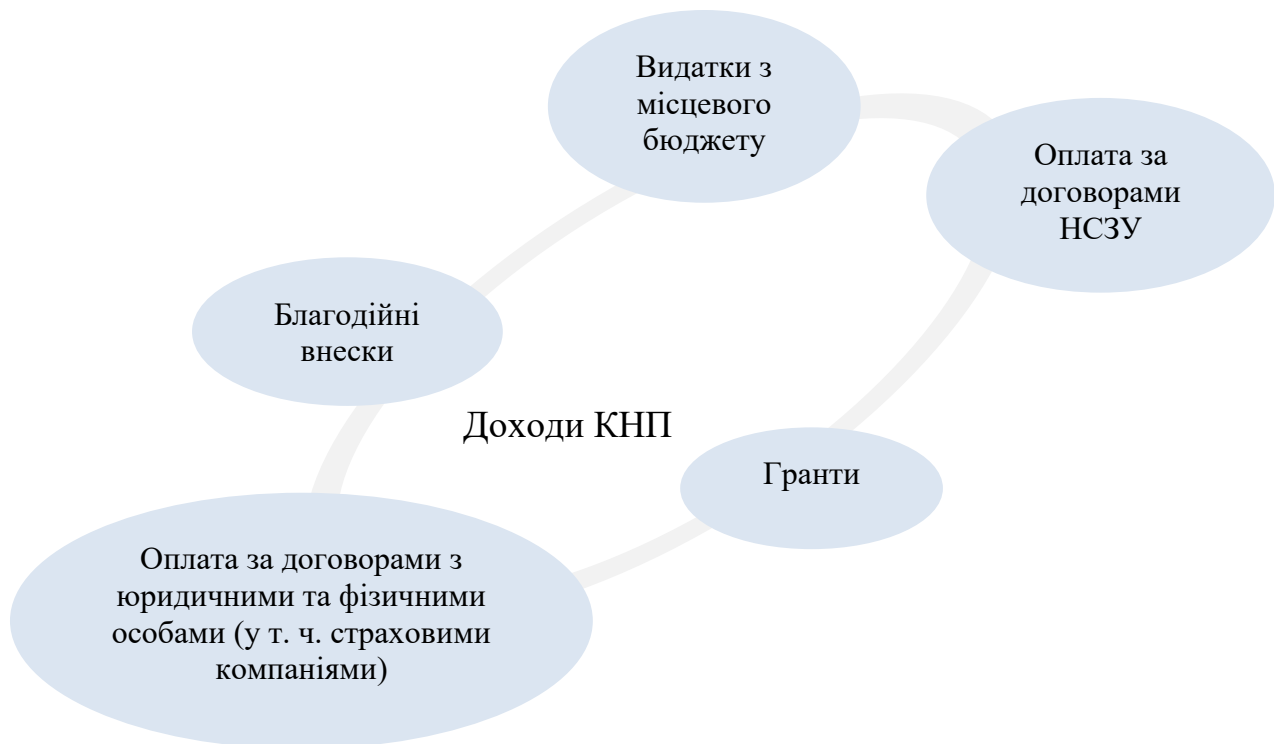 Видатки з
місцевого
бюджету
Оплата за
договорами
НСЗУ
Благодійні
внески
Доходи КНП
Гранти
Оплата за договорами з
юридичними та фізичними
особами (у т. ч. страховими
компаніями)